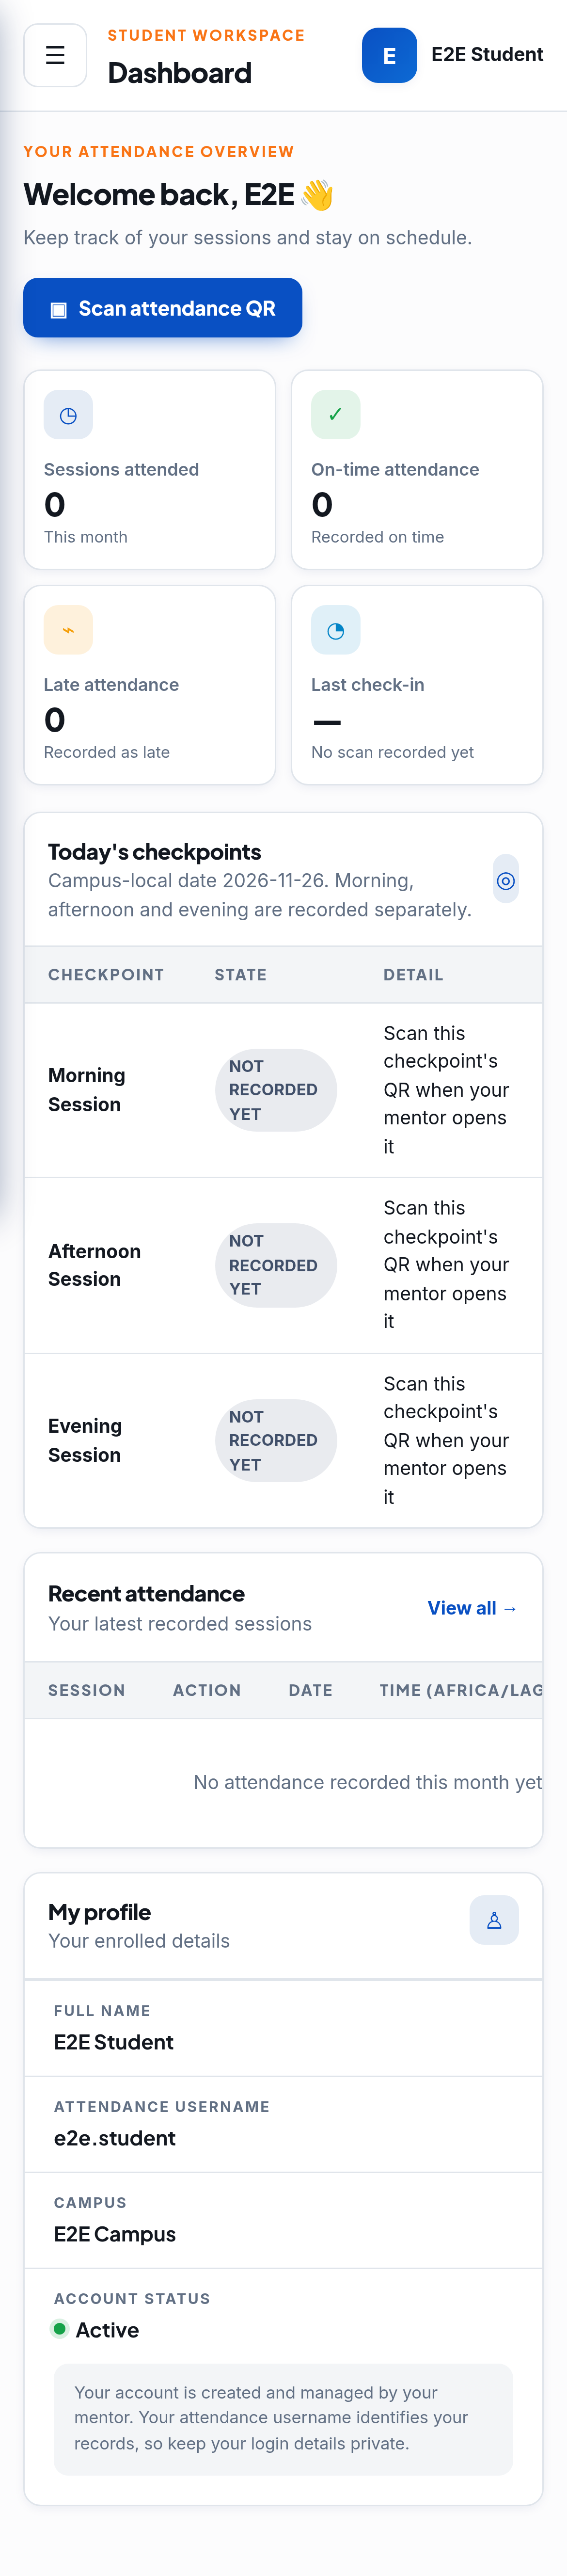 STUDENT WORKSPACE
Dashboard
E
E2E Student
YOUR ATTENDANCE OVERVIEW
Welcome back, E2E 👋
Keep track of your sessions and stay on schedule.
Scan attendance QR
Sessions attended
0
This month
On-time attendance
0
Recorded on time
Late attendance
0
Recorded as late
Last check-in
—
No scan recorded yet
Today's checkpoints
Campus-local date 2026-11-26. Morning,
afternoon and evening are recorded separately.
CHECKPOINT STATE DETAIL
Morning
Session
NOT
RECORDED
YET
Scan this
checkpoint's
QR when your
mentor opens
it
Afternoon
Session
NOT
RECORDED
YET
Scan this
checkpoint's
QR when your
mentor opens
it
Evening
Session
NOT
RECORDED
YET
Scan this
checkpoint's
QR when your
mentor opens
it
Recent attendance
Your latest recorded sessions
View all →
SESSION ACTION DATE TIME (AFRICA/LAG
No attendance recorded this month yet
My profile
Your enrolled details
FULL NAME
E2E Student
ATTENDANCE USERNAME
e2e.student
CAMPUS
E2E Campus
ACCOUNT STATUS
Active
Your account is created and managed by your
mentor. Your attendance username identifies your
records, so keep your login details private.